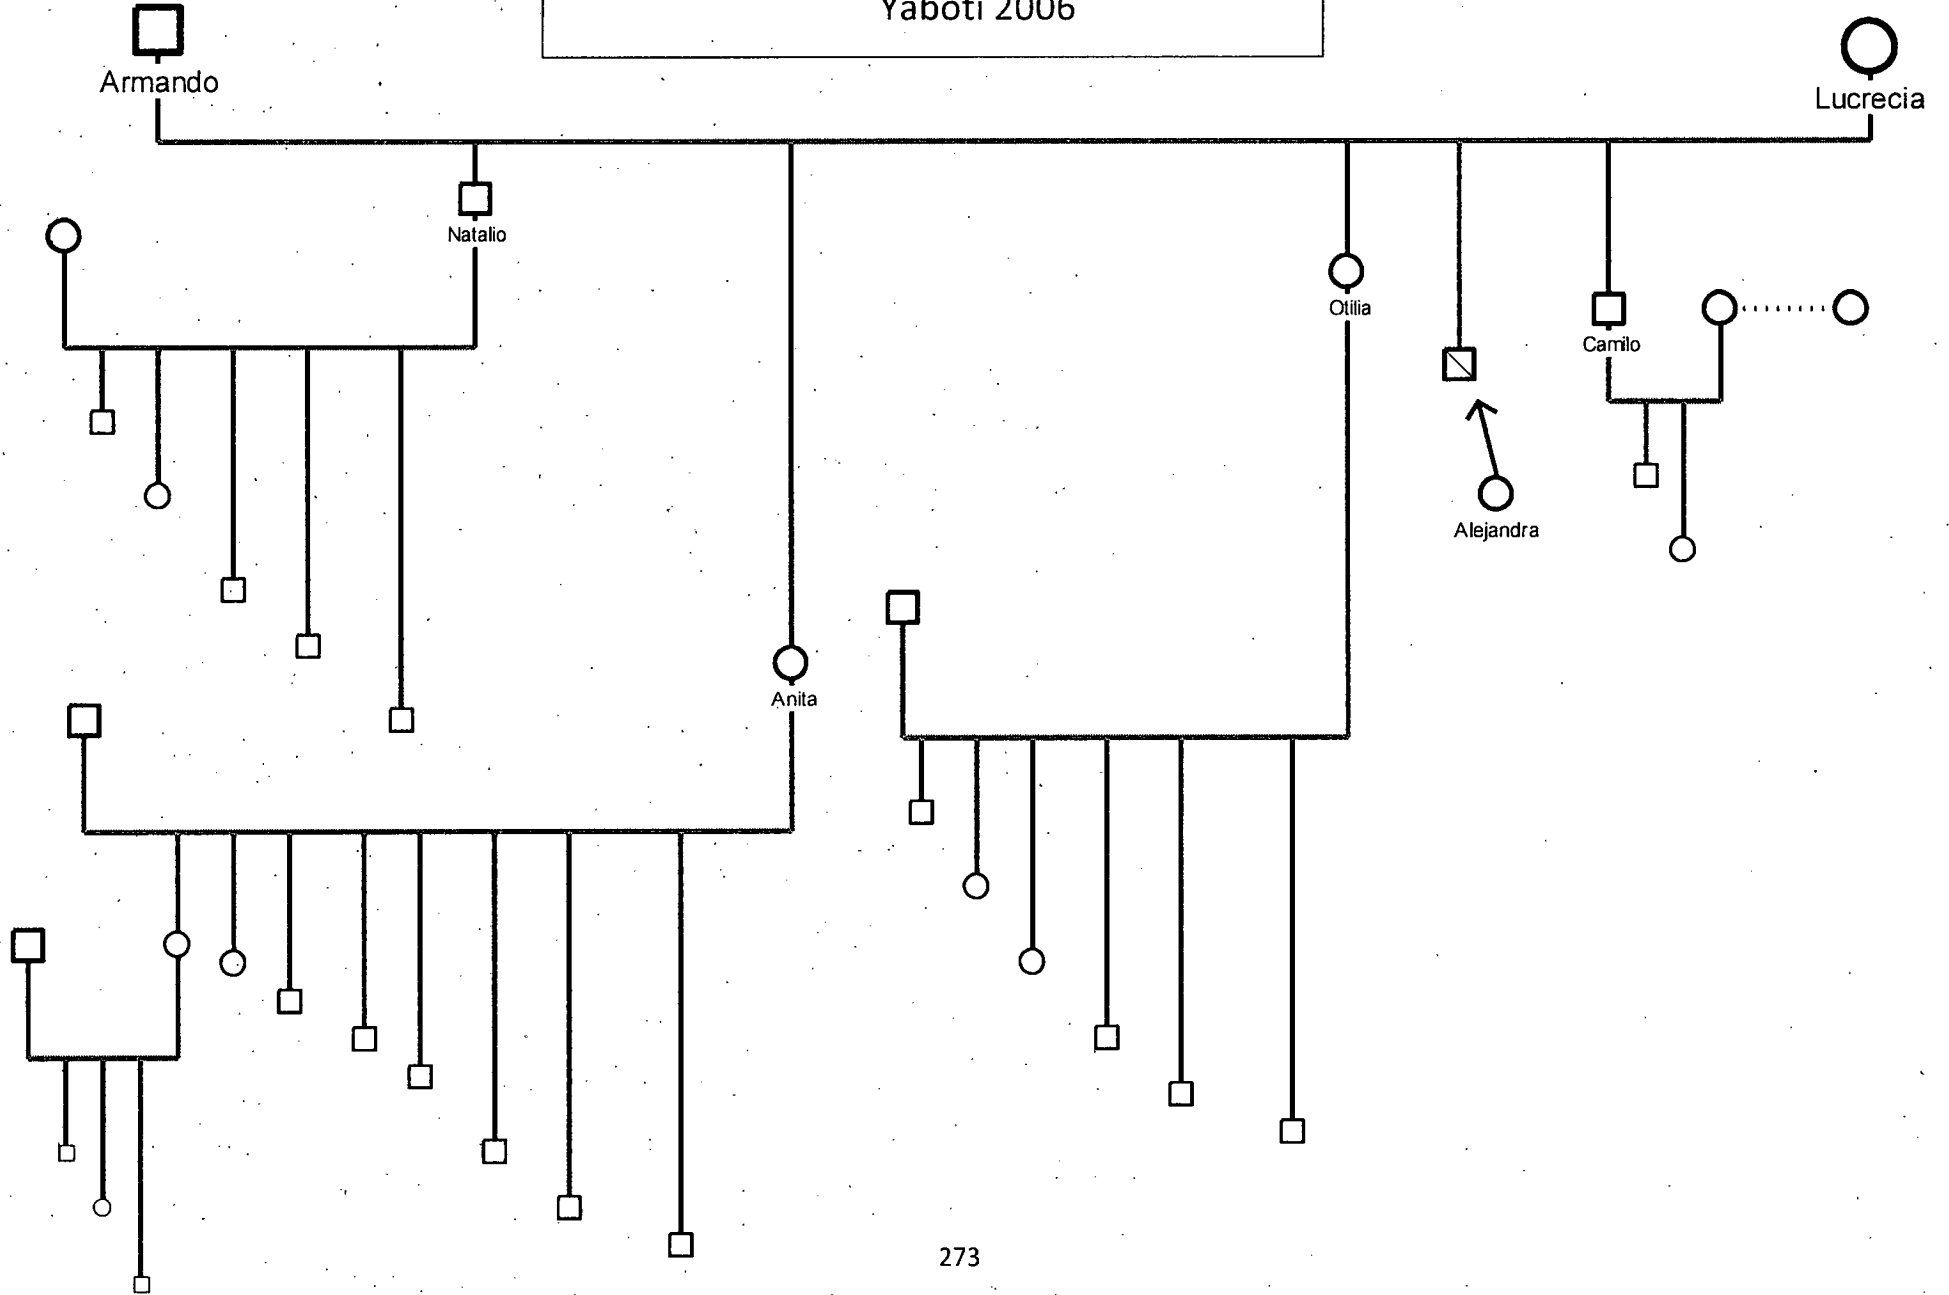 Yaboti 2006
Armando
Lucrecia
Natalio
Otilia
Camilo
Alejandra
Anita
273